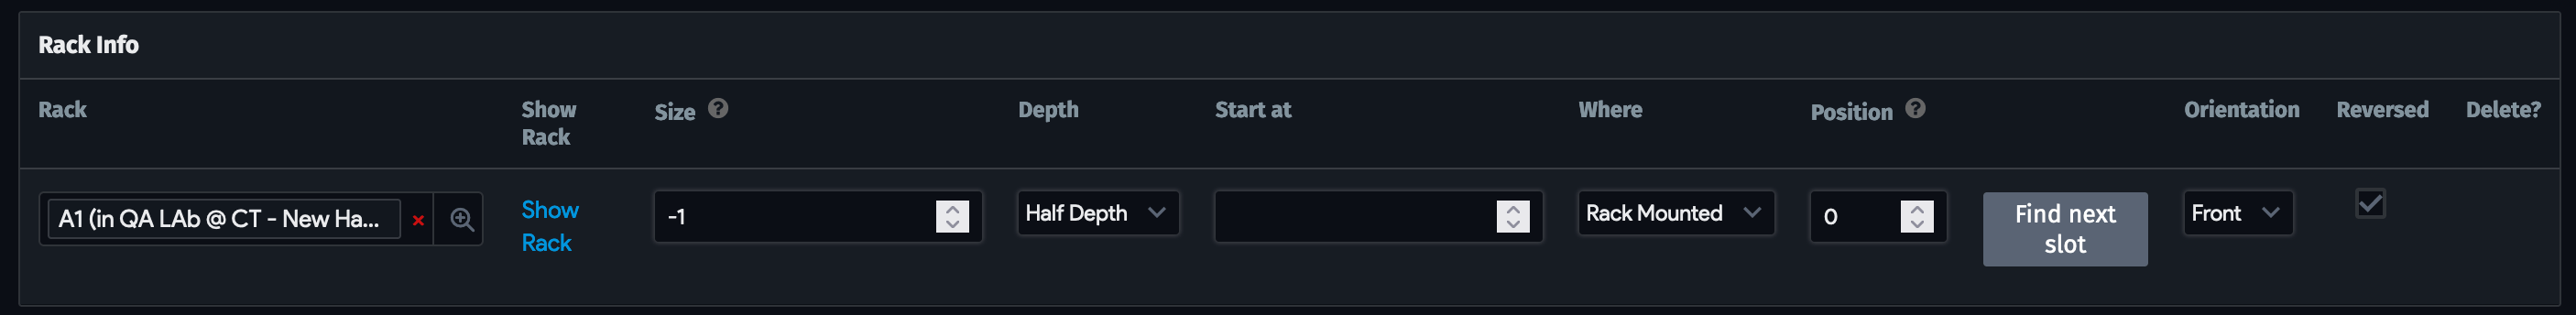 Rack Info
Rack
Show
Rack
Size ?
Depth
Start at
Where
Position ?
Orientation
Reversed
Delete?
A1 (in QA LAb @ CT - New Ha...
×
Show
Rack
-1
Half Depth
Rack Mounted
0
Find next
slot
Front